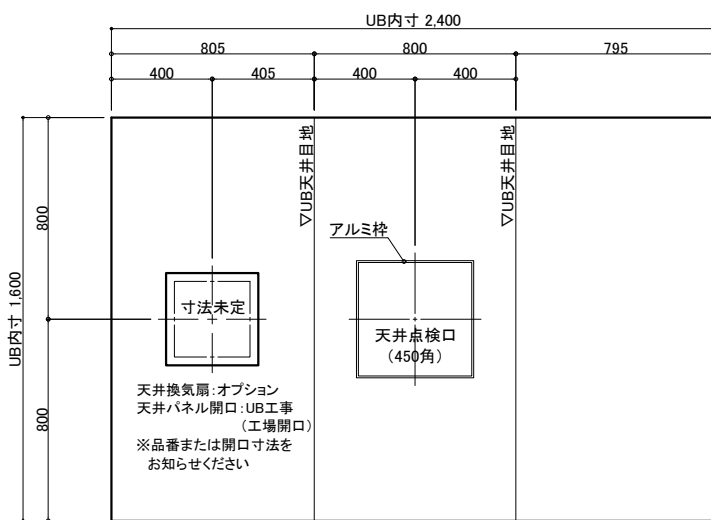 UB内寸 2,400
805
800
795
400
405
400
400
▽UB天井目地
▽UB天井目地
UB内寸 1,600
800
800
アルミ枠
寸法未定
天井点検口
(450角)
天井換気扇:オプション
天井パネル開口:UB工事
(工場開口)
※品番または開口寸法を
お知らせください